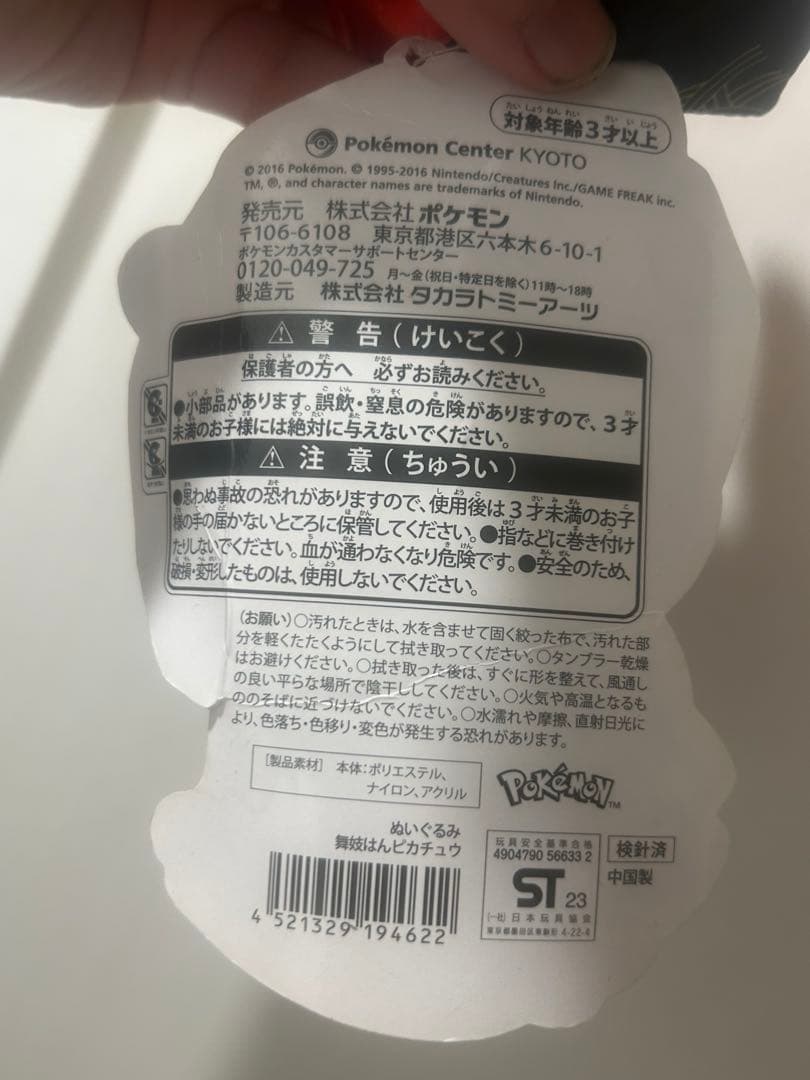 対象年齢3才以上
Pokémon Center KYOTO
© 2016 Pokémon. © 1995-2016 Nintendo/Creatures Inc./GAME FREAK inc.
TM, ®, and character names are trademarks of Nintendo.
発売元 株式会社ポケモン
〒106-6108 東京都港区六本木6-10-1
ポケモンカスタマーサポートセンター
0120-049-725 月～金(祝日・特定日を除く)11時～18時
製造元 株式会社タカラトミーアーツ
⚠ 警告(けいこく)
保護者の方へ 必ずお読みください。
●小部品があります。誤飲・窒息の危険がありますので、3才
未満のお子様には絶対に与えないでください。
⚠ 注意(ちゅうい)
●思わぬ事故の恐れがありますので、使用後は3才未満のお子
様の手の届かないところに保管してください。●指などに巻き付け
たりしないでください。血が通わなくなり危険です。●安全のため、
破損・変形したものは、使用しないでください。
(お願い)○汚れたときは、水を含ませて固く絞った布で、汚れた部
分を軽くたたくようにして拭き取ってください。○タンブラー乾燥
はお避けください。○拭き取った後は、すぐに形を整えて、風通し
の良い平らな場所で陰干ししてください。○火気や高温となるも
ののそばに近づけないでください。○水濡れや摩擦、直射日光に
より、色落ち・色移り・変色が発生する恐れがあります。
[製品素材] 本体:ポリエステル、
ナイロン、アクリル
POKéMON TM
ぬいぐるみ
舞妓はんピカチュウ
4 521329 194622
玩具安全基準合格
4904790 56633 2
ST 23
(一社)日本玩具協会
東京都墨田区東駒形 4-22-4
検針済
中国製